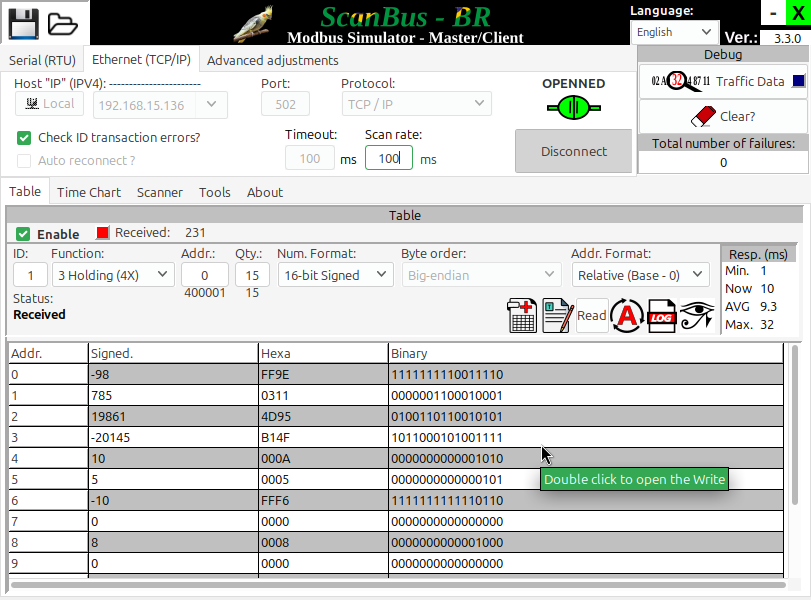 ScanBus - BR
Modbus Simulator - Master/Client
Language:
English
Ver.: 3.3.0
- X
Serial (RTU) Ethernet (TCP/IP) Advanced adjustments
Debug
Host "IP" (IPV4): ----------------------
Port:
Protocol:
OPENNED
Local
192.168.15.136
502
TCP / IP
02 A 32 4 87 11 Traffic Data
Check ID transaction errors?
Timeout:
Scan rate:
Clear?
Auto reconnect ?
100 ms
100 ms
Disconnect
Total number of failures:
0
Table Time Chart Scanner Tools About
Table
Enable Received: 231
ID: Function: Addr.: Qty.: Num. Format: Byte order: Addr. Format:
1 3 Holding (4X) 0 15 16-bit Signed Big-endian Relative (Base - 0)
400001 15
Status:
Received
Read A LOG
Resp. (ms)
Min. 1
Now 10
AVG 9.3
Max. 32
Addr. Signed. Hexa Binary
0 -98 FF9E 1111111110011110
1 785 0311 0000001100010001
2 19861 4D95 0100110110010101
3 -20145 B14F 1011000101001111
4 10 000A 0000000000001010
5 5 0005 0000000000000101
6 -10 FFF6 1111111111110110
7 0 0000 0000000000000000
8 8 0008 0000000000001000
9 0 0000 0000000000000000
Double click to open the Write